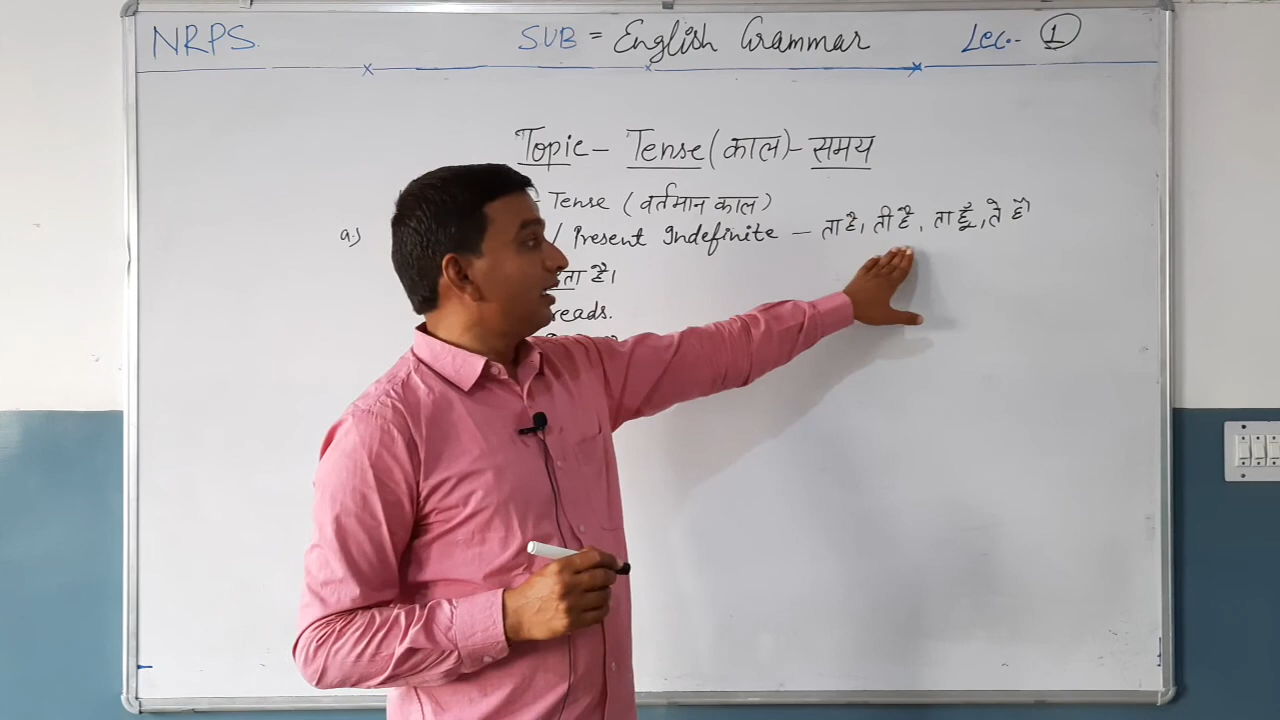 NRPS. SUB = English Grammar Lec.- 1
Topic - Tense (काल) - समय
Tense (वर्तमान काल)
a.) / Present Indefinite - ता है, ती है, ता हूँ, ते हैं
ता है।
reads.